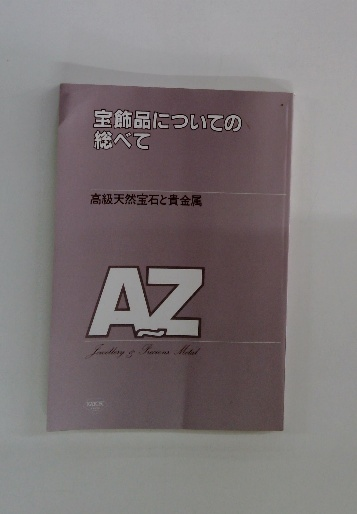 宝飾品についての
総べて
高級天然宝石と貴金属
A~Z
Jewellery & Precious Metal